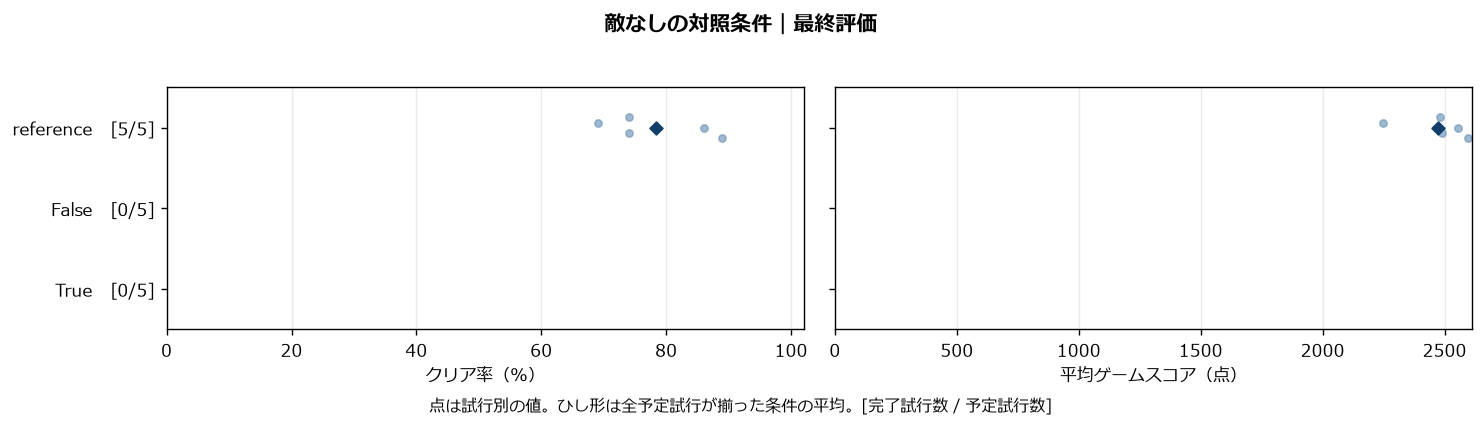 敵なしの対照条件｜最終評価
reference [5/5]
False [0/5]
True [0/5]
0 20 40 60 80 100
クリア率（%）
0 500 1000 1500 2000 2500
平均ゲームスコア（点）
点は試行別の値。ひし形は全予定試行が揃った条件の平均。[完了試行数 / 予定試行数]